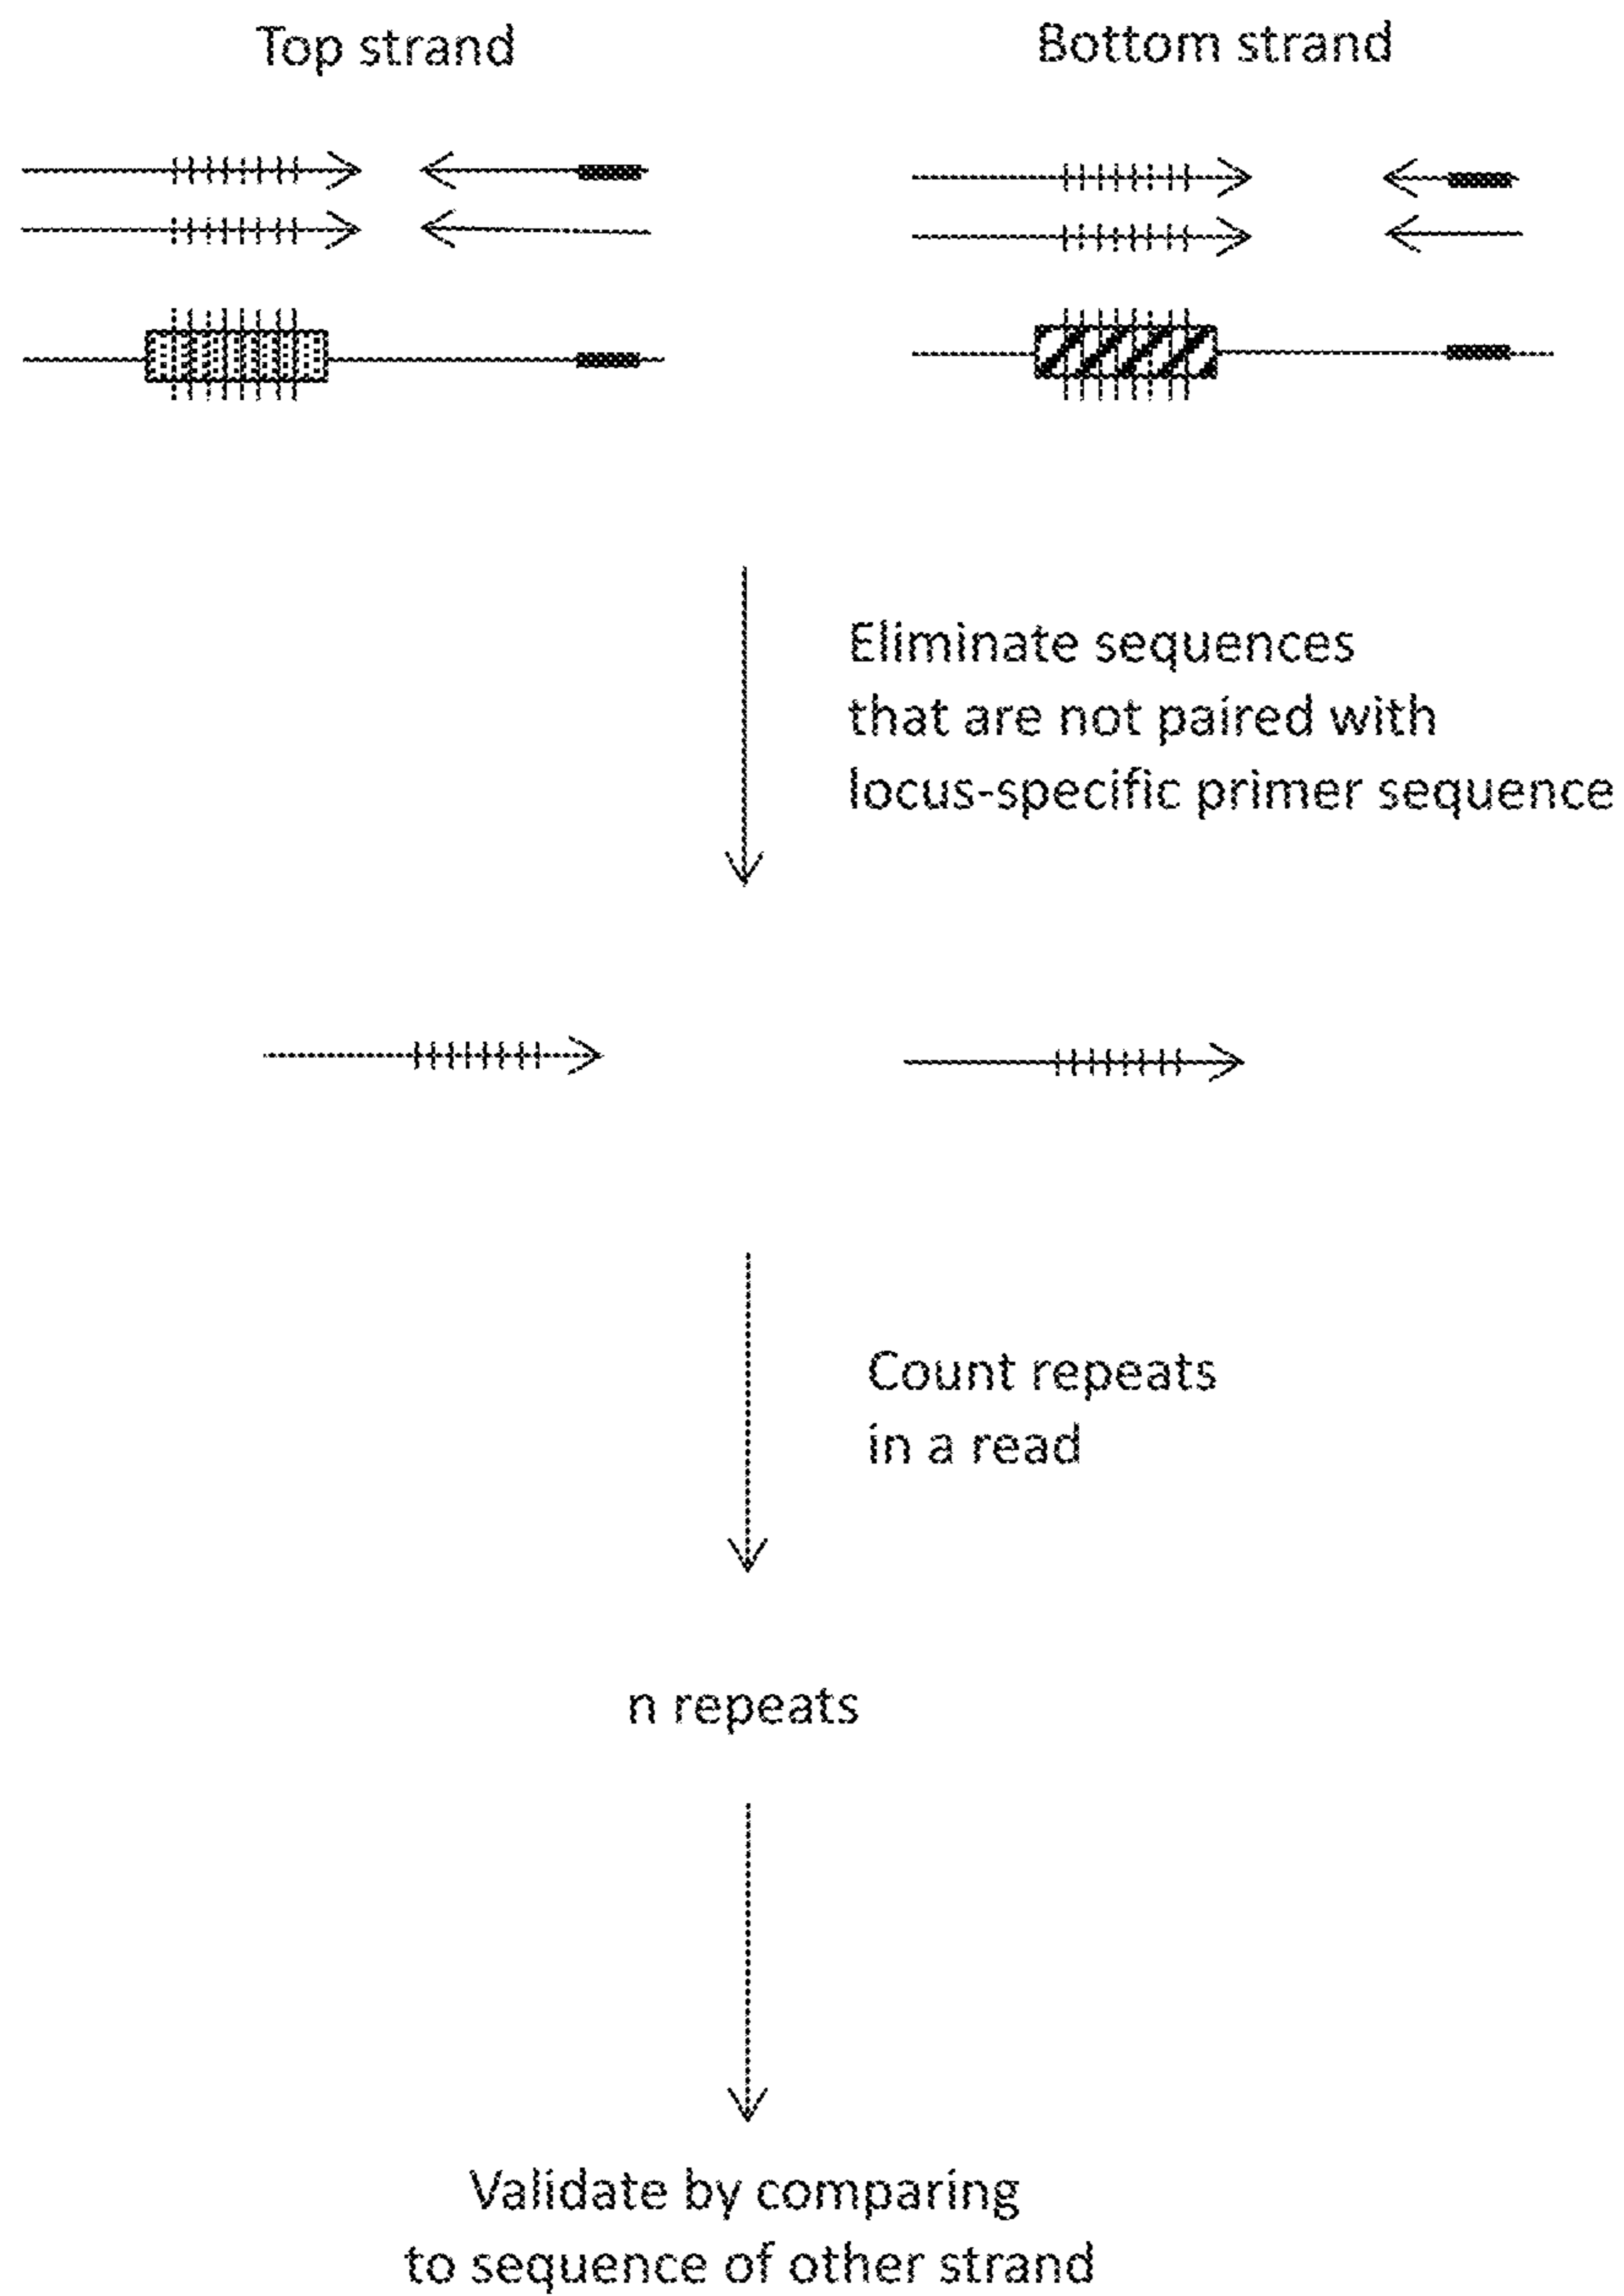 Top strand
Bottom strand
Eliminate sequences
that are not paired with
locus-specific primer sequence
Count repeats
in a read
n repeats
Validate by comparing
to sequence of other strand